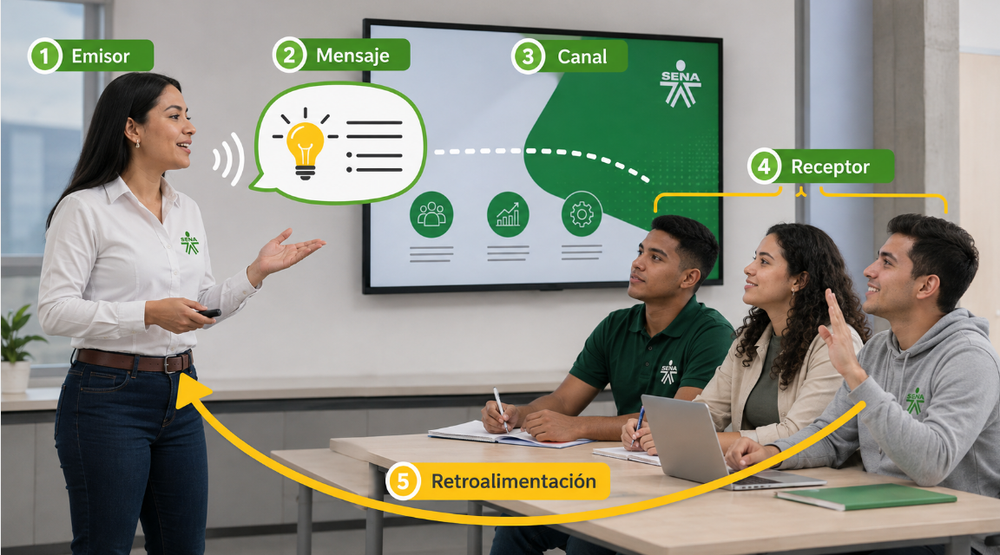 1 Emisor
2 Mensaje
3 Canal
SENA
4 Receptor
SENA
SENA
SENA
5 Retroalimentación